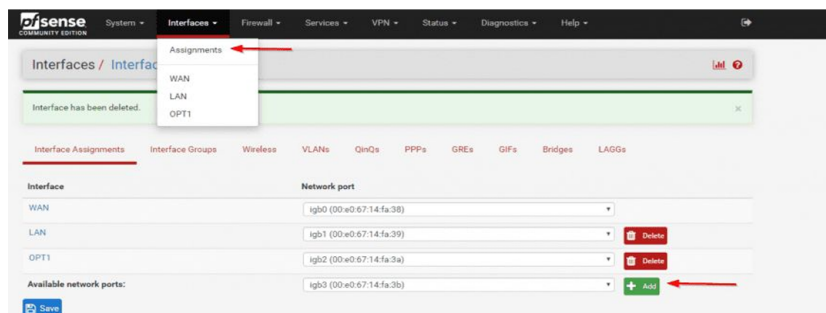 pfsense System Interfaces Firewall Services VPN Status Diagnostics Help
COMMUNITY EDITION
Assignments
Interfaces / Interfac
WAN
LAN
Interface has been deleted.
OPT1
Interface Assignments Interface Groups Wireless VLANs QinQs PPPs GREs GIFs Bridges LAGGs
Interface Network port
WAN igb0 (00:e0:67:14:fa:38)
LAN igb1 (00:e0:67:14:fa:39) Delete
OPT1 igb2 (00:e0:67:14:fa:3a) Delete
Available network ports: igb3 (00:e0:67:14:fa:3b) + Add
Save